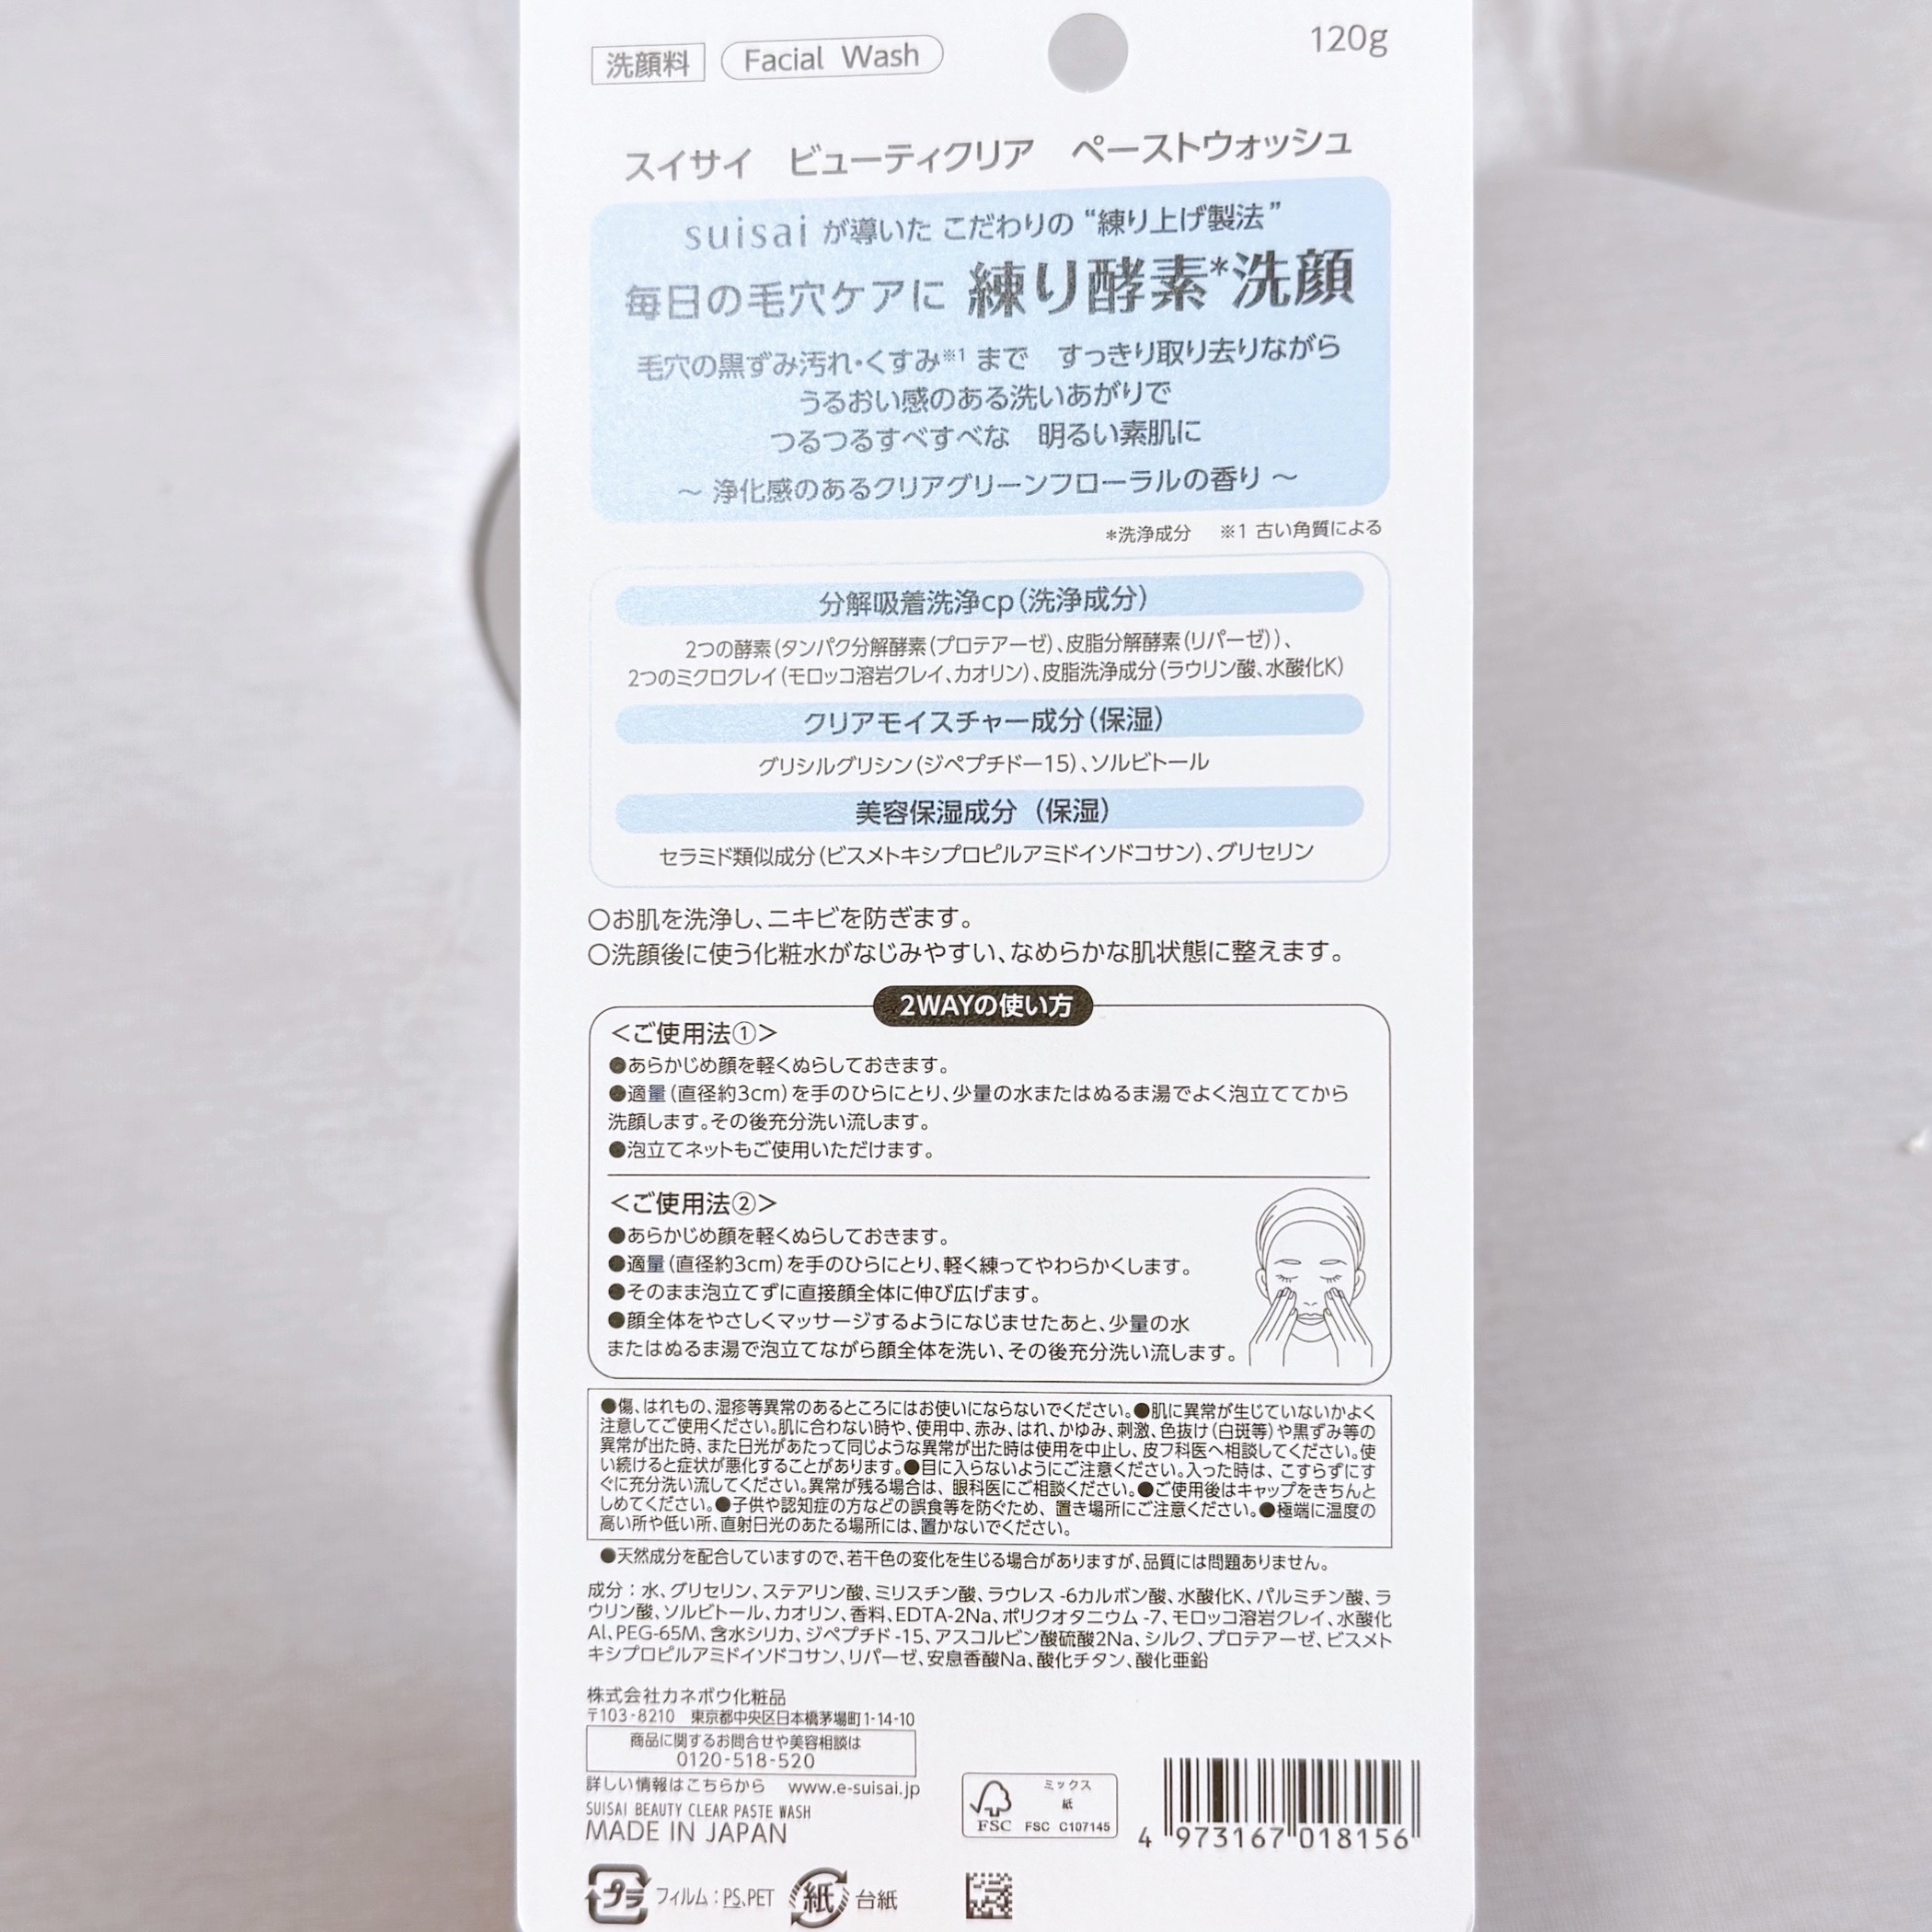 洗顔料 Facial Wash 120g
スイサイ ビューティクリア ペーストウォッシュ
suisai が導いた こだわりの “練り上げ製法”
毎日の毛穴ケアに 練り酵素*洗顔
毛穴の黒ずみ汚れ・くすみ※1 まで すっきり取り去りながら
うるおい感のある洗いあがりで
つるつるすべすべな 明るい素肌に
～ 浄化感のあるクリアグリーンフローラルの香り ～
*洗浄成分 ※1 古い角質による
分解吸着洗浄cp(洗浄成分)
2つの酵素(タンパク分解酵素(プロテアーゼ)、皮脂分解酵素(リパーゼ))、
2つのミクロクレイ(モロッコ溶岩クレイ、カオリン)、皮脂洗浄成分(ラウリン酸、水酸化K)
クリアモイスチャー成分(保湿)
グリシルグリシン(ジペプチドー15)、ソルビトール
美容保湿成分 (保湿)
セラミド類似成分(ビスメトキシプロピルアミドイソドコサン)、グリセリン
○お肌を洗浄し、ニキビを防ぎます。
○洗顔後に使う化粧水がなじみやすい、なめらかな肌状態に整えます。
2WAYの使い方
＜ご使用法①＞
●あらかじめ顔を軽くぬらしておきます。
●適量(直径約3cm)を手のひらにとり、少量の水またはぬるま湯でよく泡立ててから
洗顔します。その後充分洗い流します。
●泡立てネットもご使用いただけます。
＜ご使用法②＞
●あらかじめ顔を軽くぬらしておきます。
●適量(直径約3cm)を手のひらにとり、軽く練ってやわらかくします。
●そのまま泡立てずに直接顔全体に伸び広げます。
●顔全体をやさしくマッサージするようになじませたあと、少量の水
またはぬるま湯で泡立てながら顔全体を洗い、その後充分洗い流します。
●傷、はれもの、湿疹等異常のあるところにはお使いにならないでください。●肌に異常が生じていないかよく
注意してご使用ください。肌に合わない時や、使用中、赤み、はれ、かゆみ、刺激、色抜け(白斑等)や黒ずみ等の
異常が出た時、また日光があたって同じような異常が出た時は使用を中止し、皮フ科医へ相談してください。使
い続けると症状が悪化することがあります。●目に入らないようにご注意ください。入った時は、こすらずにす
ぐに充分洗い流してください。異常が残る場合は、眼科医にご相談ください。●ご使用後はキャップをきちんと
しめてください。●子供や認知症の方などの誤食等を防ぐため、置き場所にご注意ください。●極端に温度の
高い所や低い所、直射日光のあたる場所には、置かないでください。
●天然成分を配合していますので、若干色の変化を生じる場合がありますが、品質には問題ありません。
成分：水、グリセリン、ステアリン酸、ミリスチン酸、ラウレス-6カルボン酸、水酸化K、パルミチン酸、ラ
ウリン酸、ソルビトール、カオリン、香料、EDTA-2Na、ポリクオタニウム-7、モロッコ溶岩クレイ、水酸化
Al、PEG-65M、含水シリカ、ジペプチド-15、アスコルビン酸硫酸2Na、シルク、プロテアーゼ、ビスメト
キシプロピルアミドイソドコサン、リパーゼ、安息香酸Na、酸化チタン、酸化亜鉛
株式会社カネボウ化粧品
〒103-8210 東京都中央区日本橋茅場町1-14-10
商品に関するお問合せや美容相談は
0120-518-520
詳しい情報はこちらから www.e-suisai.jp
SUISAI BEAUTY CLEAR PASTE WASH
MADE IN JAPAN
ミックス
紙
FSC FSC C107145
4 973167 018156
プラ フィルム：PS、PET 紙 台紙